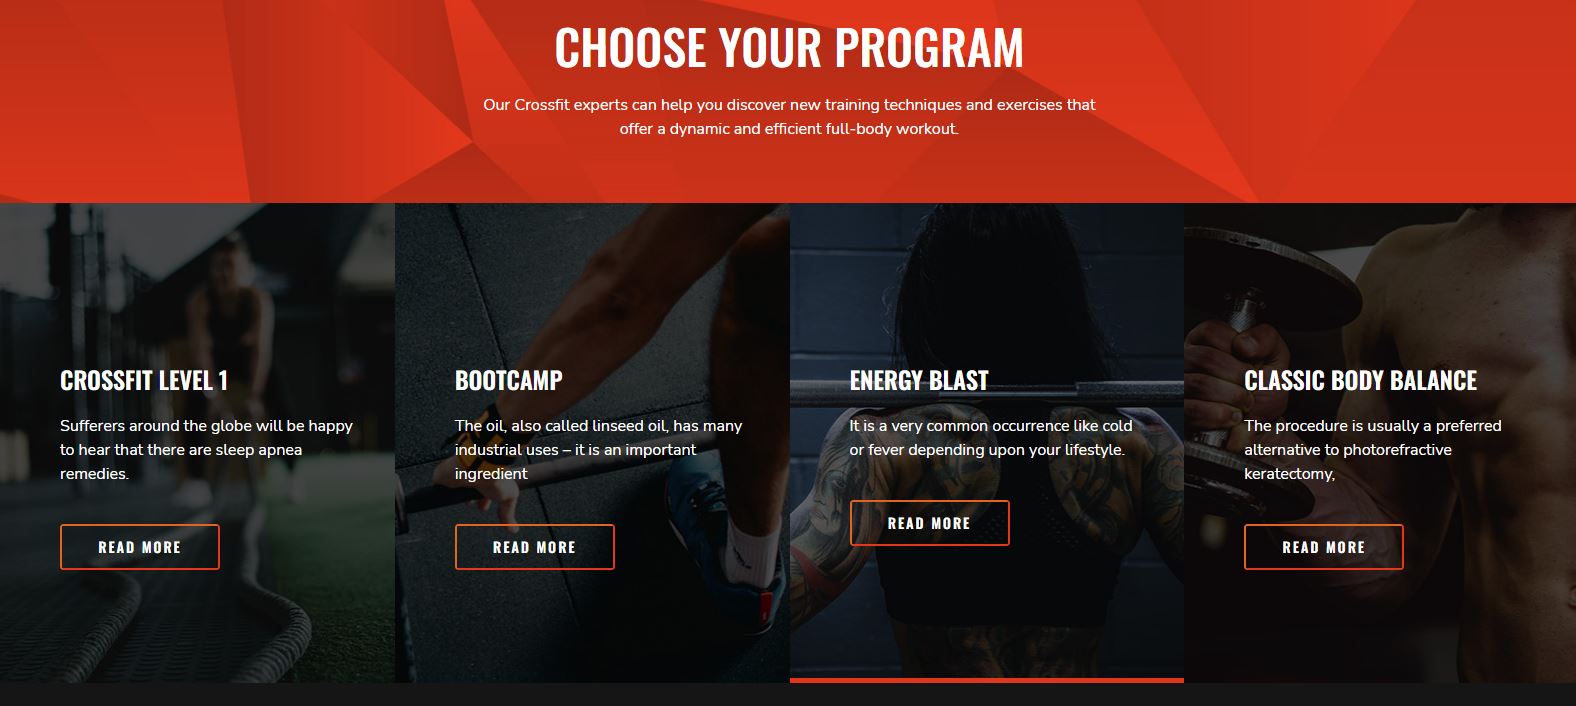 CHOOSE YOUR PROGRAM
Our Crossfit experts can help you discover new training techniques and exercises that
offer a dynamic and efficient full-body workout.
CROSSFIT LEVEL 1
Sufferers around the globe will be happy
to hear that there are sleep apnea
remedies.
READ MORE
BOOTCAMP
The oil, also called linseed oil, has many
industrial uses – it is an important
ingredient
READ MORE
ENERGY BLAST
It is a very common occurrence like cold
or fever depending upon your lifestyle.
READ MORE
CLASSIC BODY BALANCE
The procedure is usually a preferred
alternative to photorefractive
keratectomy,
READ MORE